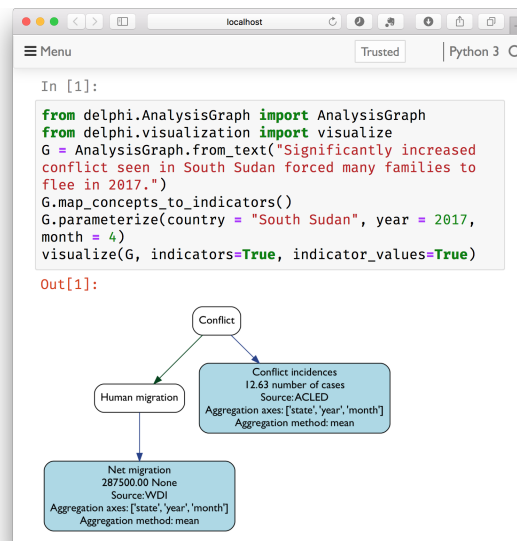 localhost
Menu
Trusted
Python 3
In [1]:
from delphi.AnalysisGraph import AnalysisGraph
from delphi.visualization import visualize
G = AnalysisGraph.from_text("Significantly increased
conflict seen in South Sudan forced many families to
flee in 2017.")
G.map_concepts_to_indicators()
G.parameterize(country = "South Sudan", year = 2017,
month = 4)
visualize(G, indicators=True, indicator_values=True)
Out[1]:
Conflict
Conflict incidences
12.63 number of cases
Source:ACLED
Aggregation axes: ['state', 'year', 'month']
Aggregation method: mean
Human migration
Net migration
287500.00 None
Source:WDI
Aggregation axes: ['state', 'year', 'month']
Aggregation method: mean